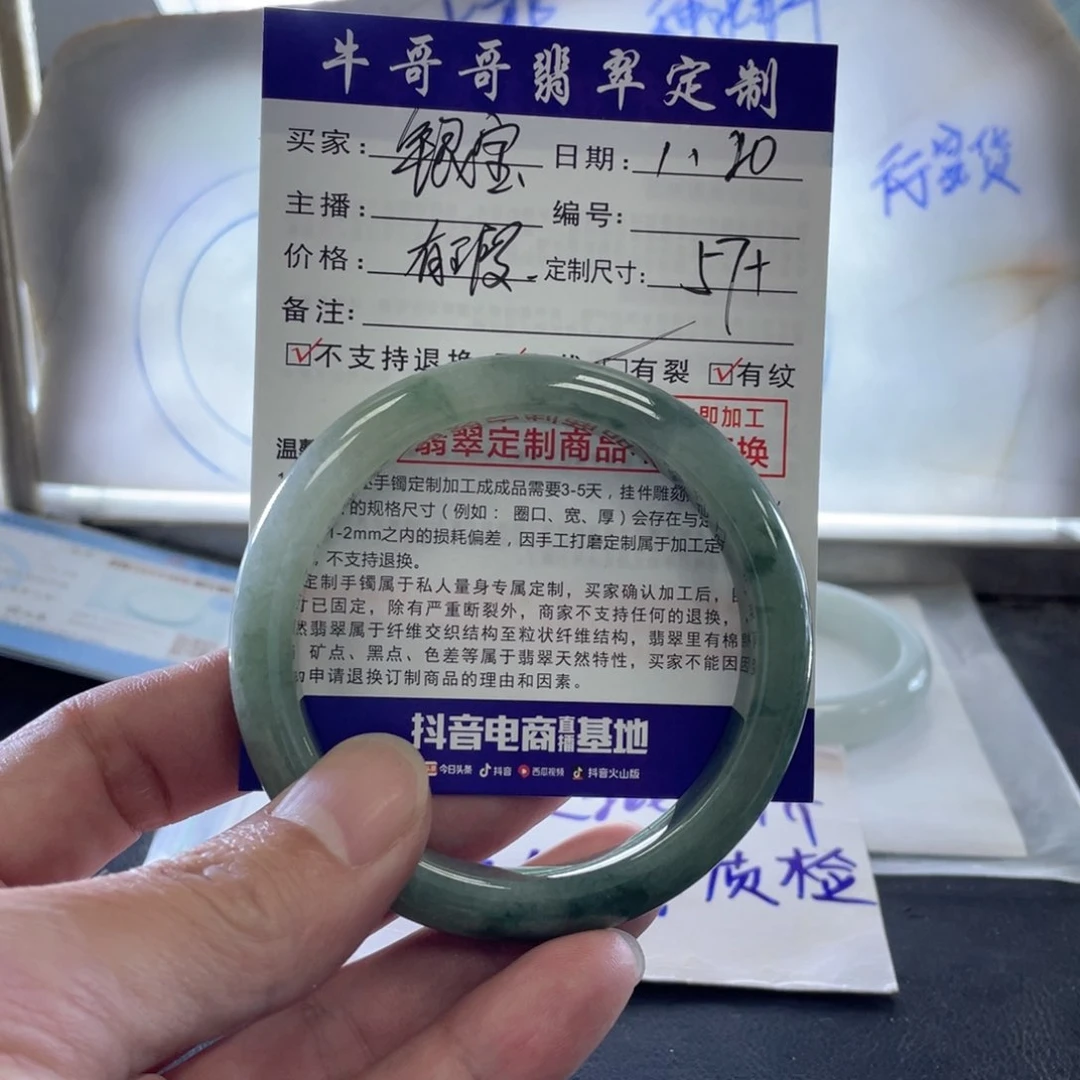 牛哥哥翡翠定制
买家：银宝 日期：1、20
主播： 编号：
价格：有瑕 定制尺寸：57+
备注：
不支持退换 有裂 有纹
即加工
温 翡翠定制商品 换
手镯定制加工成成品需要3-5天，挂件雕刻
的规格尺寸（例如：圈口、宽、厚）会存在与
1-2mm之内的损耗偏差，因手工打磨定制属于加工定
，不支持退换。
定制手镯属于私人量身专属定制，买家确认加工后，
寸已固定，除有严重断裂外，商家不支持任何的退换，
然翡翠属于纤维交织结构至粒状纤维结构，翡翠里有棉
矿点、黑点、色差等属于翡翠天然特性，买家不能因
申请退换订制商品的理由和因素。
抖音电商直播基地
今日头条 抖音 西瓜视频 抖音火山版
质检